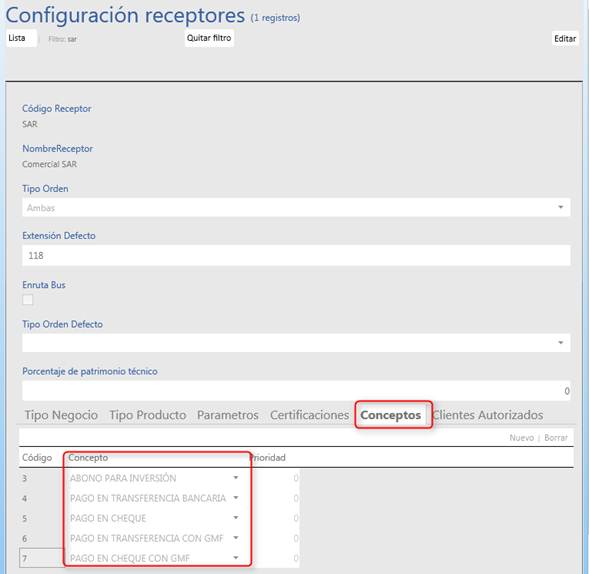 Configuración receptores (1 registros)
Lista | Filtro: sar Quitar filtro Editar
Código Receptor
SAR
NombreReceptor
Comercial SAR
Tipo Orden
Ambas
Extensión Defecto
118
Enruta Bus
Tipo Orden Defecto
Porcentaje de patrimonio técnico
0
Tipo Negocio Tipo Producto Parametros Certificaciones Conceptos Clientes Autorizados
Nuevo | Borrar
Código Concepto Prioridad
3 ABONO PARA INVERSIÓN 0
4 PAGO EN TRANSFERENCIA BANCARIA 0
5 PAGO EN CHEQUE 0
6 PAGO EN TRANSFERENCIA CON GMF 0
7 PAGO EN CHEQUE CON GMF 0